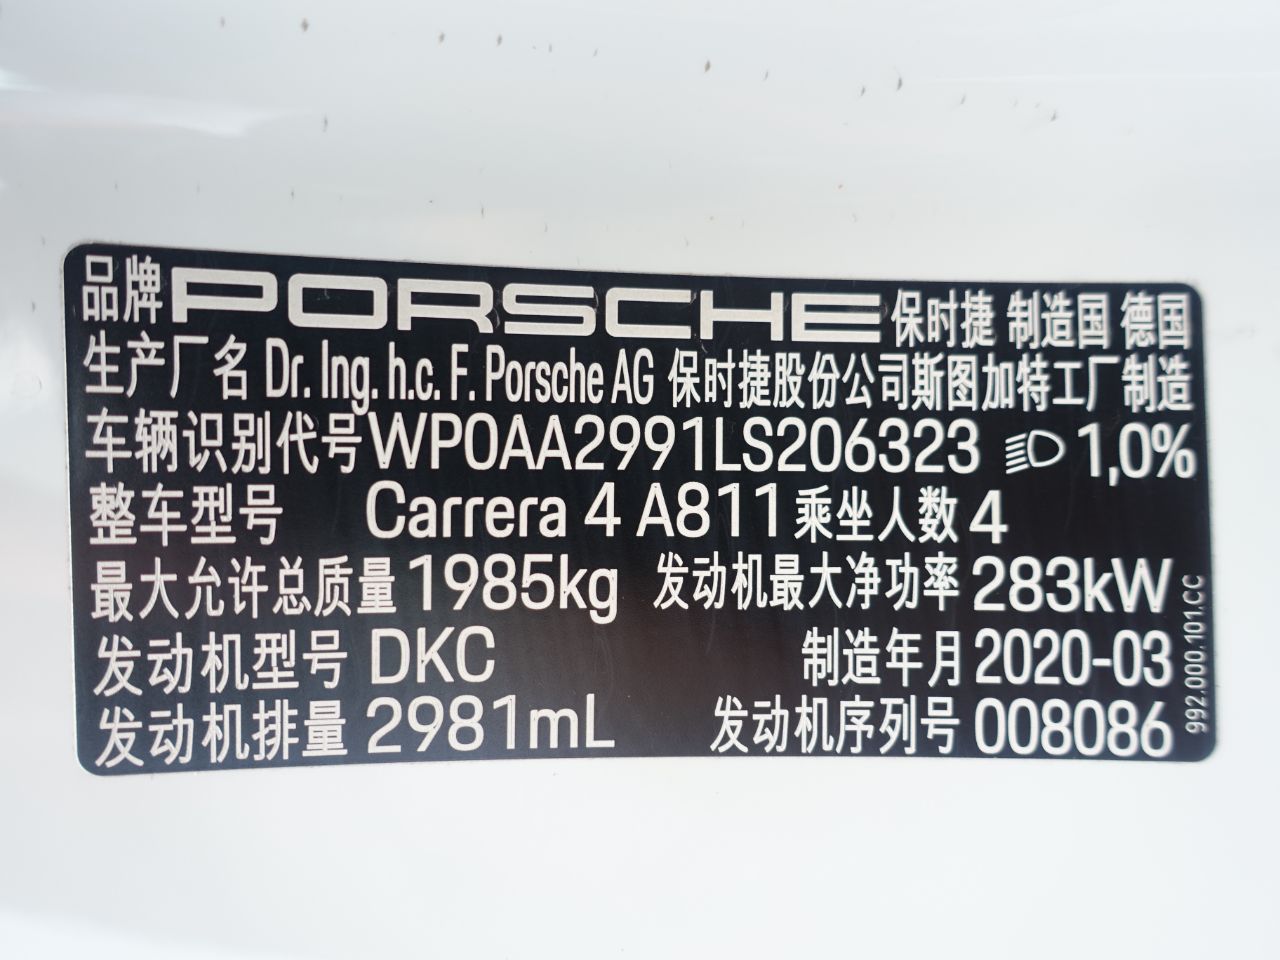 品牌 PORSCHE 保时捷 制造国 德国
生产厂名 Dr. Ing. h.c. F. Porsche AG 保时捷股份公司斯图加特工厂制造
车辆识别代号 WP0AA2991LS206323 1,0%
整车型号 Carrera 4 A811 乘坐人数 4
最大允许总质量 1985kg 发动机最大净功率 283kW
发动机型号 DKC 制造年月 2020-03
发动机排量 2981mL 发动机序列号 008086
992.000.101.CC